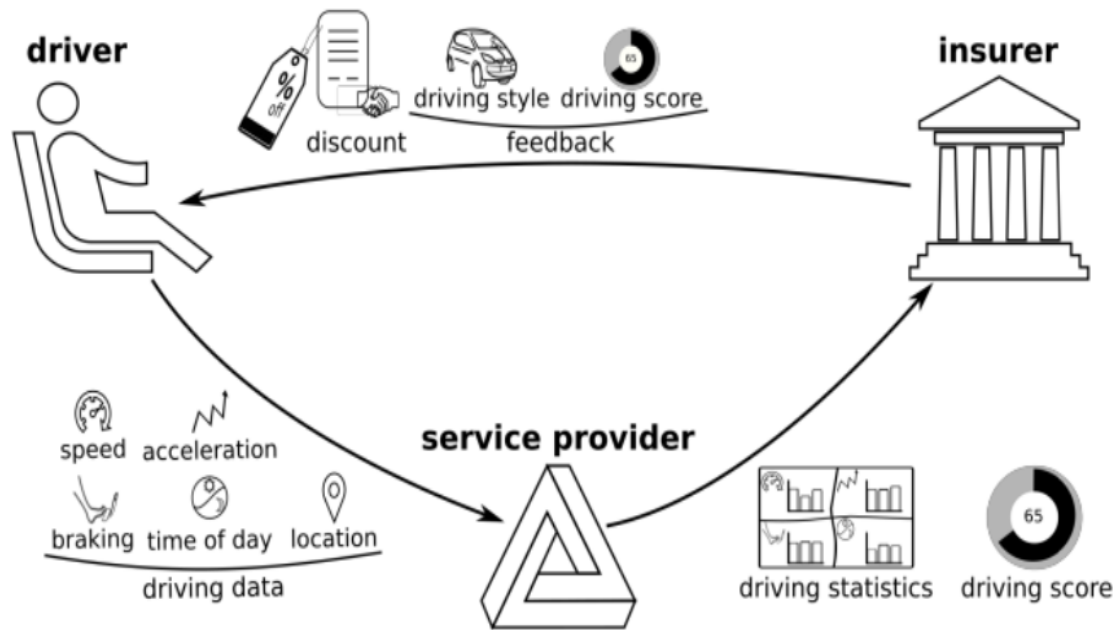 driver
insurer
% off
65
driving style driving score
discount
feedback
speed acceleration
service provider
braking time of day location
driving data
65
driving statistics driving score